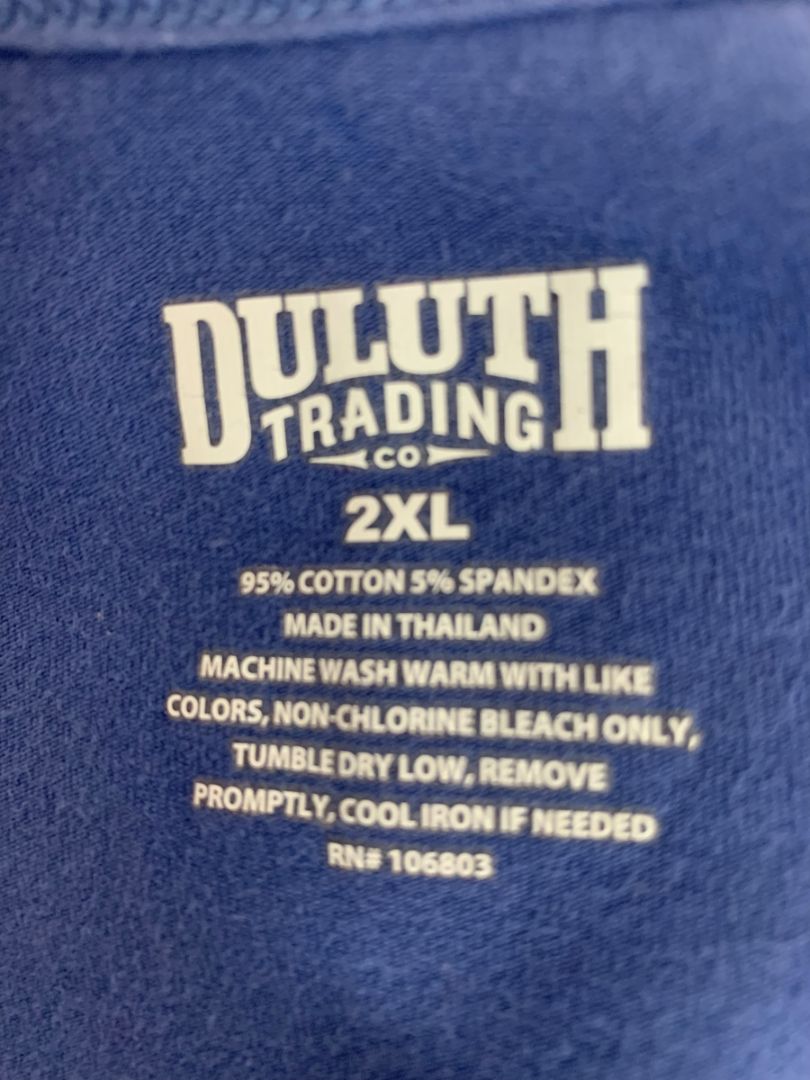 DULUTH
TRADING
CO
2XL
95% COTTON 5% SPANDEX
MADE IN THAILAND
MACHINE WASH WARM WITH LIKE
COLORS, NON-CHLORINE BLEACH ONLY,
TUMBLE DRY LOW, REMOVE
PROMPTLY, COOL IRON IF NEEDED
RN# 106803